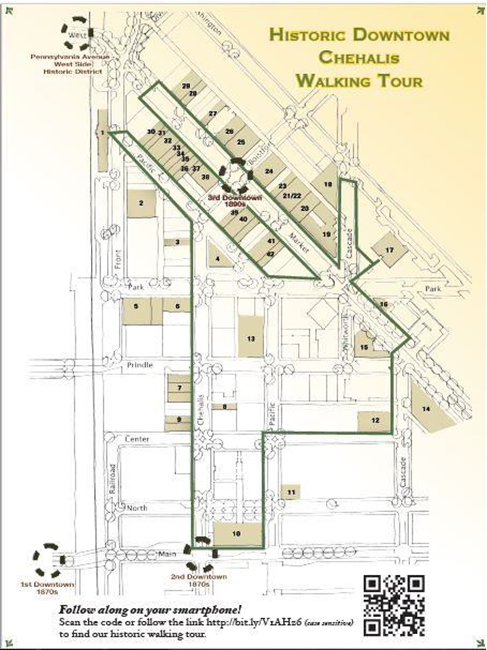 Historic Downtown
Chehalis
Walking Tour
West
Pennsylvania Avenue
West Side
Historic District
29
28
27
26
25
1
30
31
32
33
34
35
36
37
38
24
23
21/22
20
19
18
3rd Downtown
1890s
39
40
41
42
Market
Pacific
Cascade
17
2
3
4
Front
Park
Park
16
5
6
13
Whitworth
15
Prindle
7
8
9
Chehalis
Pacific
12
14
Center
Cascade
Railroad
11
North
10
Main
1st Downtown
1870s
2nd Downtown
1870s
Follow along on your smartphone!
Scan the code or follow the link http://bit.ly/V1AHz6 (case sensitive)
to find our historic walking tour.